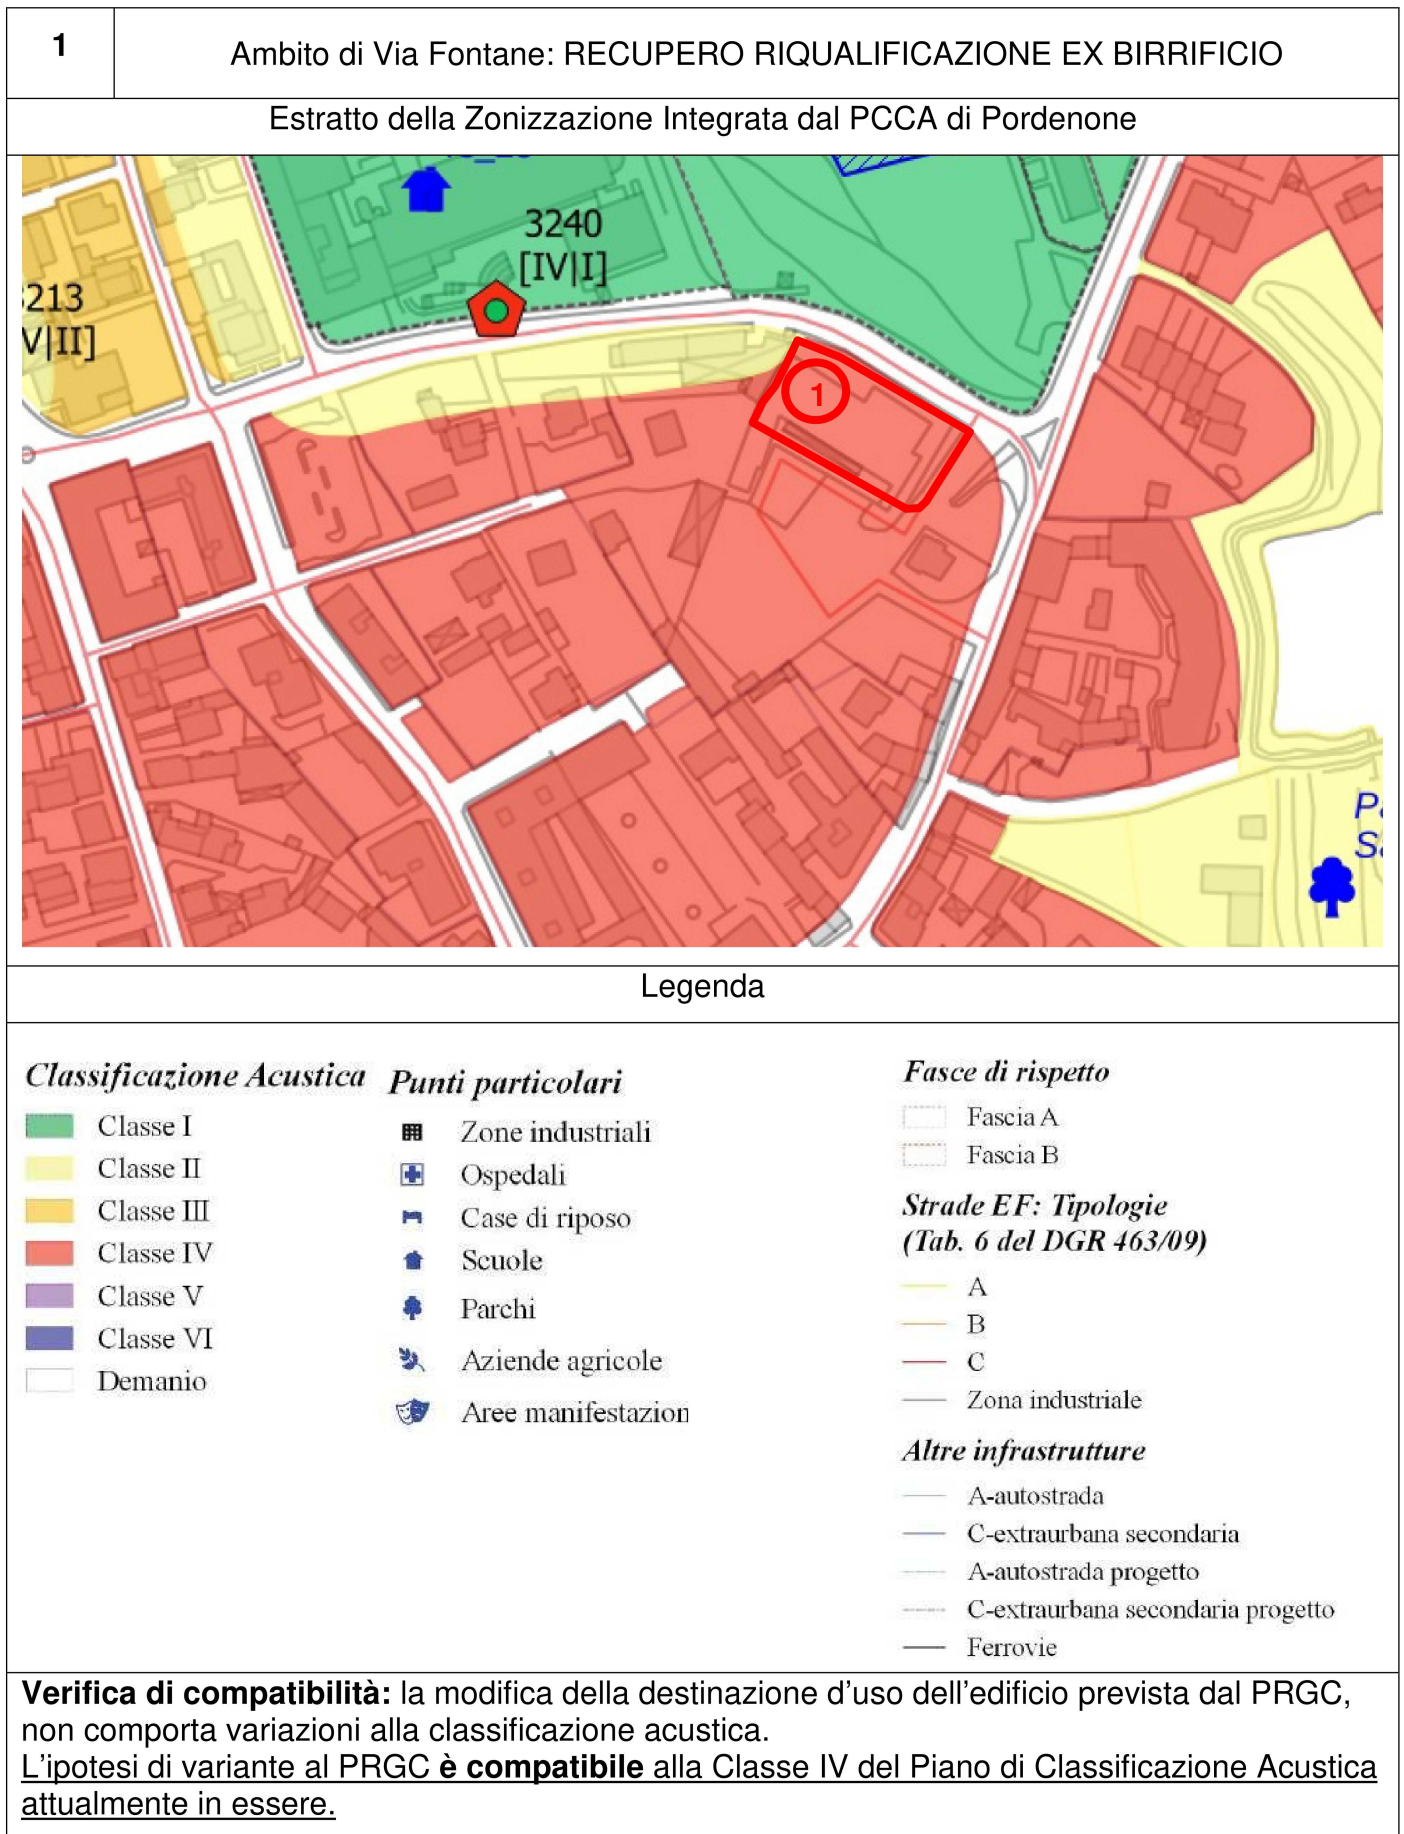 1
Ambito di Via Fontane: RECUPERO RIQUALIFICAZIONE EX BIRRIFICIO
Estratto della Zonizzazione Integrata dal PCCA di Pordenone
3240
[IV|I]
213
V|II]
1
Legenda
Classificazione Acustica
Classe I
Classe II
Classe III
Classe IV
Classe V
Classe VI
Demanio
Punti particolari
Zone industriali
Ospedali
Case di riposo
Scuole
Parchi
Aziende agricole
Aree manifestazion
Fasce di rispetto
Fascia A
Fascia B
Strade EF: Tipologie
(Tab. 6 del DGR 463/09)
A
B
C
Zona industriale
Altre infrastrutture
A-autostrada
C-extraurbana secondaria
A-autostrada progetto
C-extraurbana secondaria progetto
Ferrovie
Verifica di compatibilità: la modifica della destinazione d'uso dell'edificio prevista dal PRGC,
non comporta variazioni alla classificazione acustica.
L'ipotesi di variante al PRGC è compatibile alla Classe IV del Piano di Classificazione Acustica
attualmente in essere.